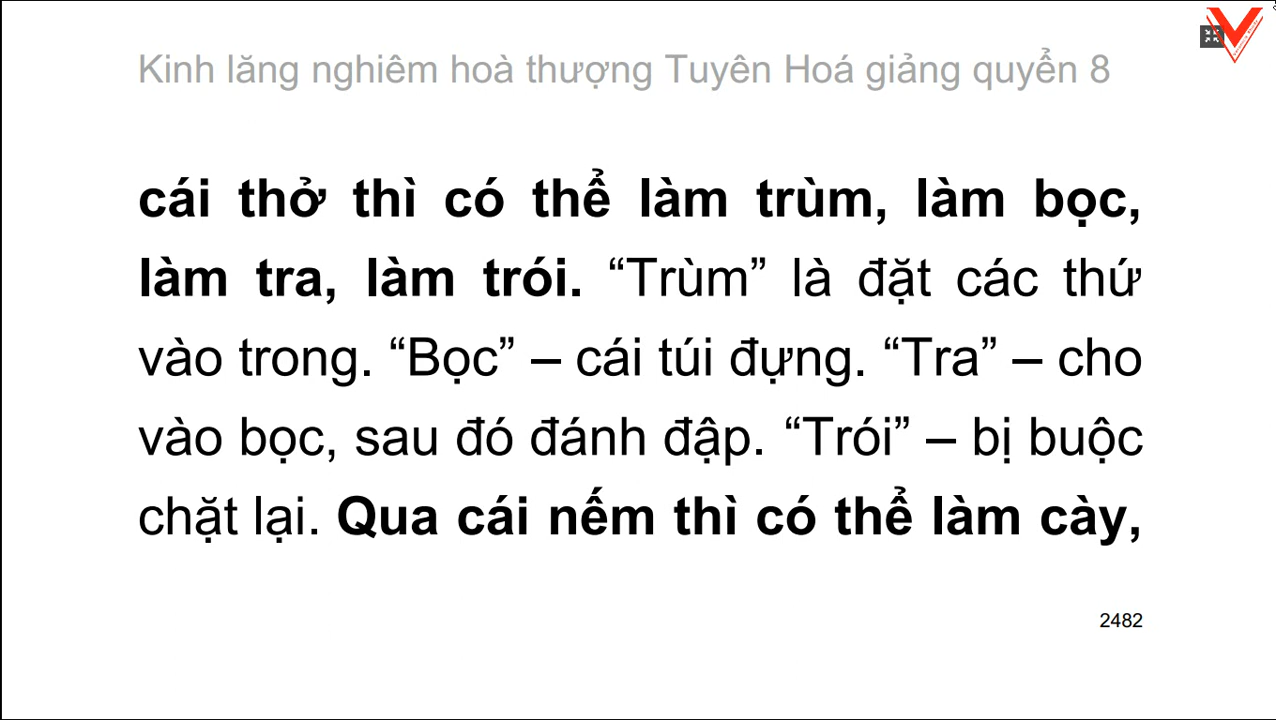 Kinh lăng nghiêm hoà thượng Tuyên Hoá giảng quyển 8
cái thở thì có thể làm trùm, làm bọc,
làm tra, làm trói. “Trùm” là đặt các thứ
vào trong. “Bọc” – cái túi đựng. “Tra” – cho
vào bọc, sau đó đánh đập. “Trói” – bị buộc
chặt lại. Qua cái nếm thì có thể làm cày,
2482